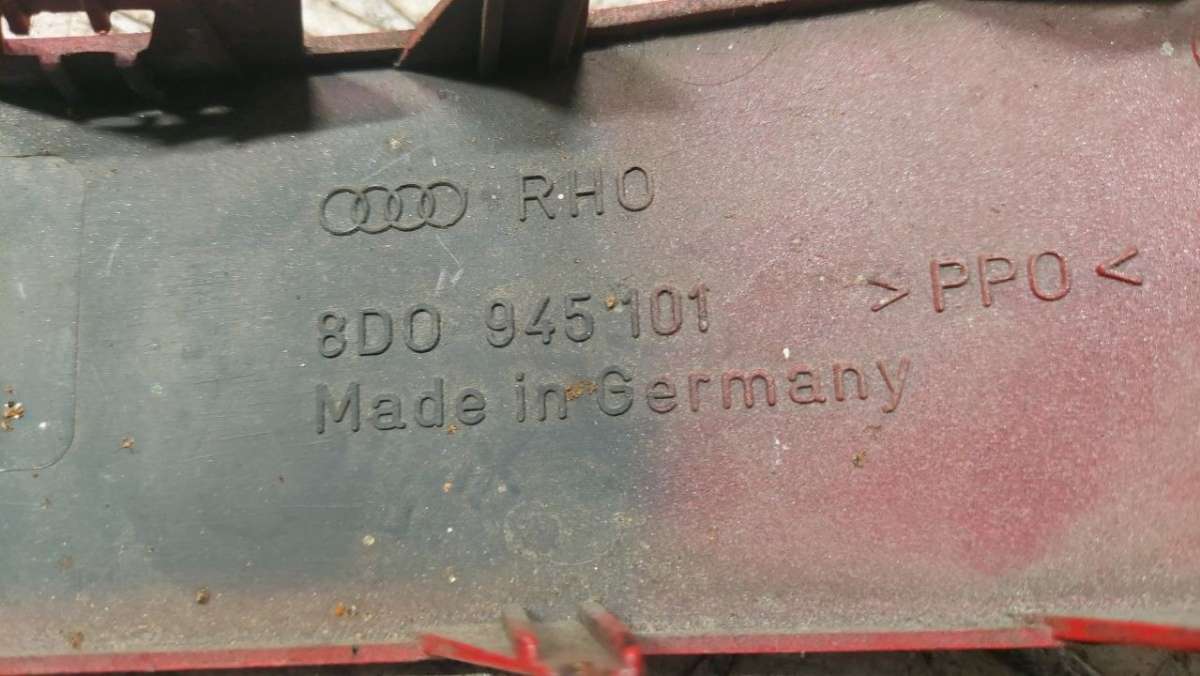 RHO
8D0 945 101
> PPO <
Made in Germany